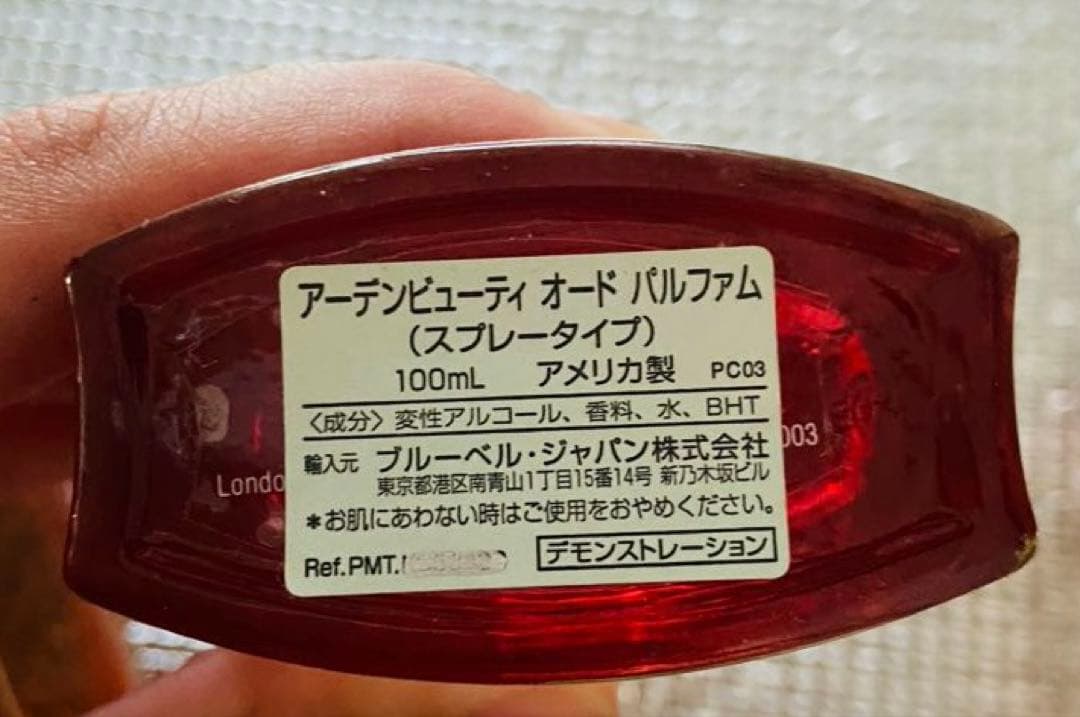 アーデンビューティ オード パルファム
(スプレータイプ)
100mL アメリカ製 PC03
〈成分〉変性アルコール、香料、水、BHT
輸入元 ブルーベル・ジャパン株式会社
東京都港区南青山1丁目15番14号 新乃木坂ビル
＊お肌にあわない時はご使用をおやめください。
Ref.PMT.
デモンストレーション